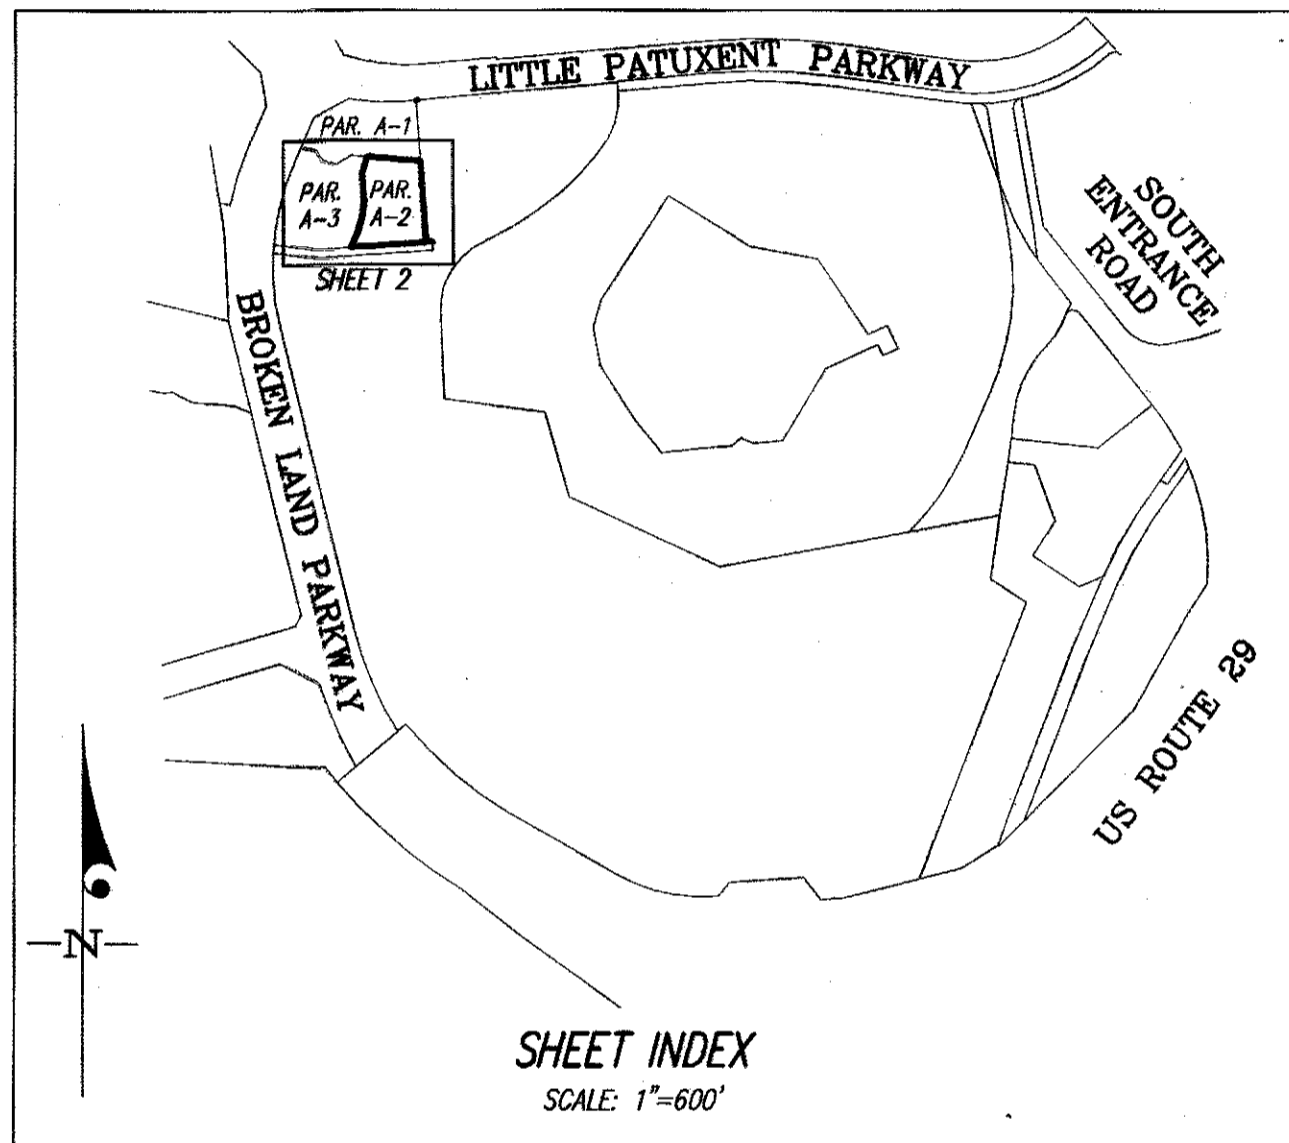 LITTLE PATUXENT PARKWAY
PAR. A-1
PAR.
A-3
PAR.
A-2
SHEET 2
SOUTH
ENTRANCE
ROAD
BROKEN LAND PARKWAY
US ROUTE 29
N
SHEET INDEX
SCALE: 1"=600'